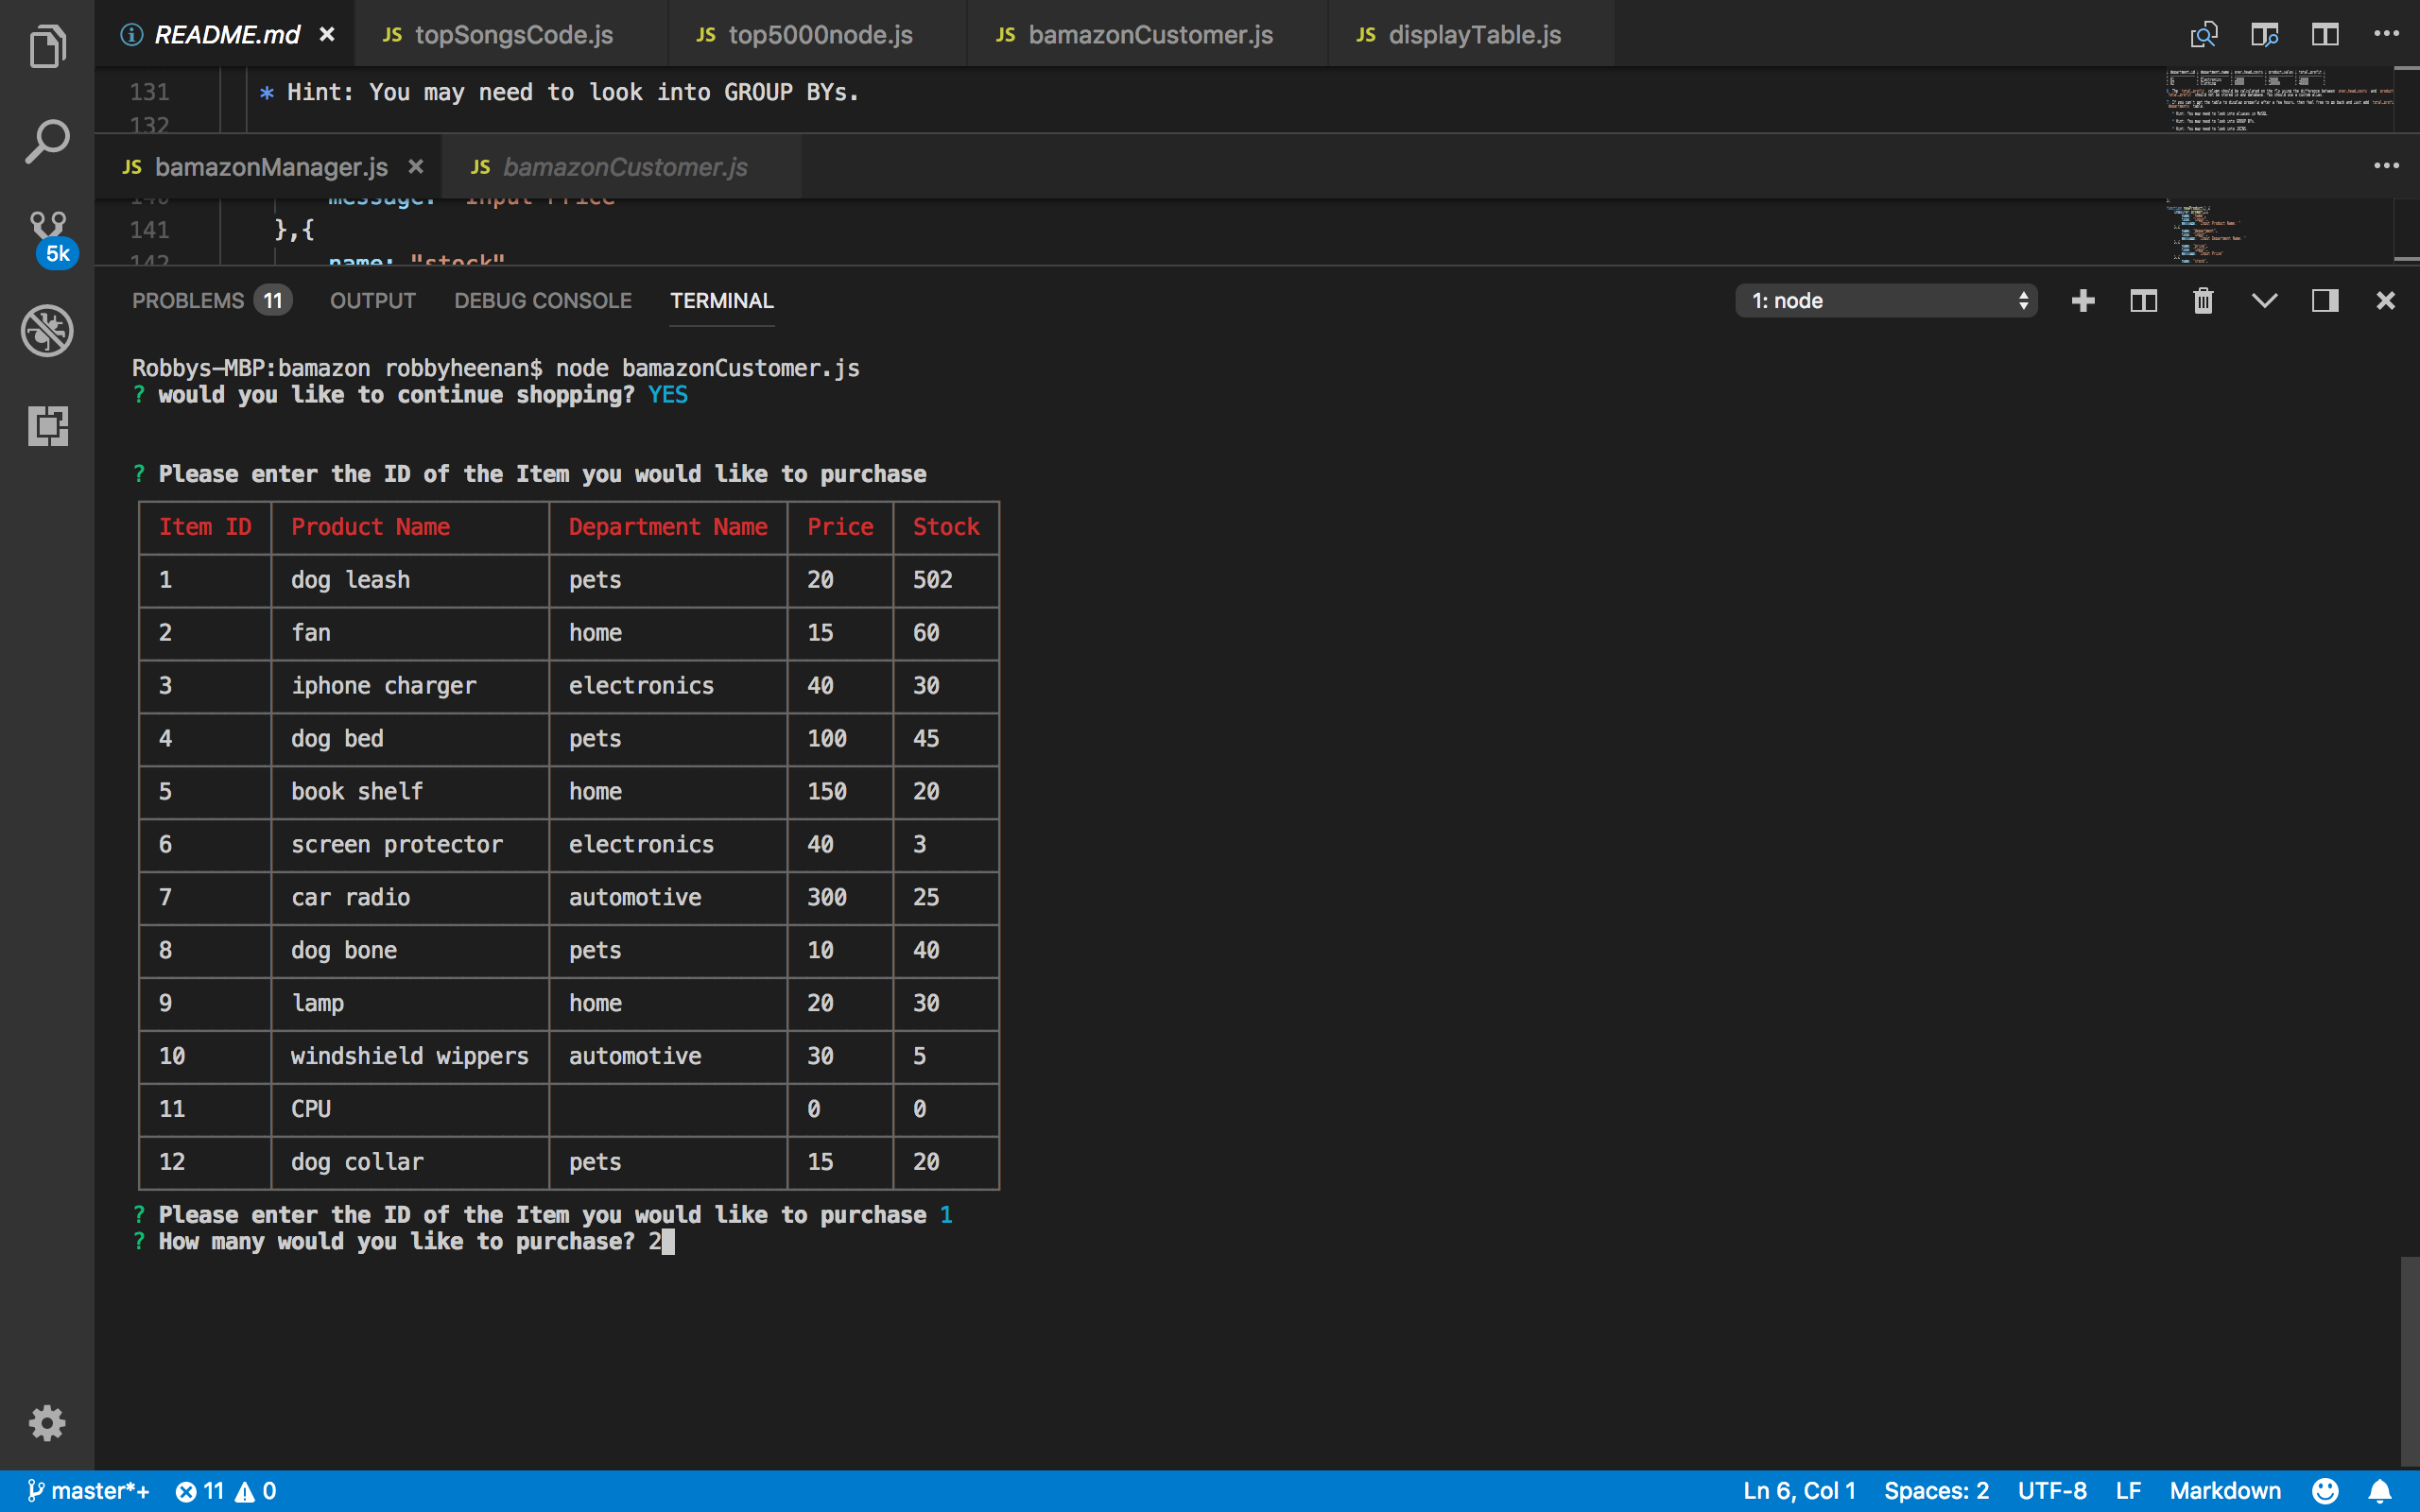 README.md × JS topSongsCode.js JS top5000node.js JS bamazonCustomer.js JS displayTable.js
131 * Hint: You may need to look into GROUP BYs.
132
JS bamazonManager.js × JS bamazonCustomer.js
140 message: "Input Price"
141 },{
142 name: "stock"
5k
PROBLEMS 11 OUTPUT DEBUG CONSOLE TERMINAL 1: node
Robbys-MBP:bamazon robbyheenan$ node bamazonCustomer.js
? would you like to continue shopping? YES
? Please enter the ID of the Item you would like to purchase
Item ID Product Name Department Name Price Stock
1 dog leash pets 20 502
2 fan home 15 60
3 iphone charger electronics 40 30
4 dog bed pets 100 45
5 book shelf home 150 20
6 screen protector electronics 40 3
7 car radio automotive 300 25
8 dog bone pets 10 40
9 lamp home 20 30
10 windshield wippers automotive 30 5
11 CPU 0 0
12 dog collar pets 15 20
? Please enter the ID of the Item you would like to purchase 1
? How many would you like to purchase? 2
master*+ 11 0 Ln 6, Col 1 Spaces: 2 UTF-8 LF Markdown